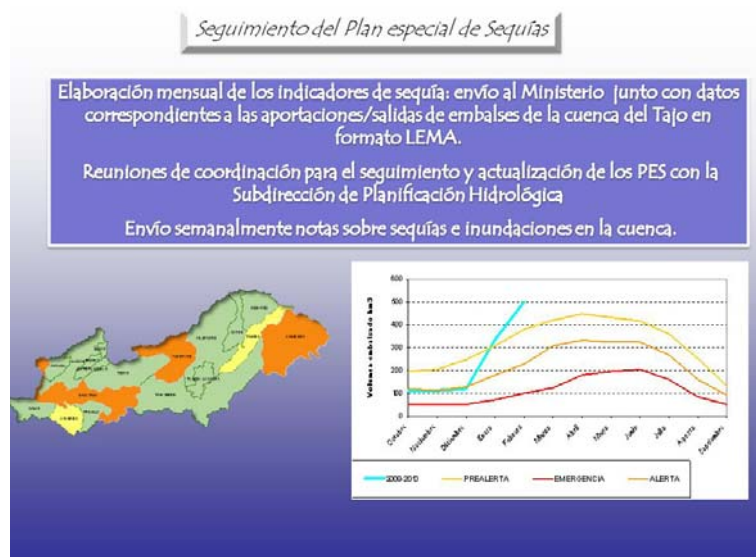 Seguimiento del Plan especial de Sequías
Elaboración mensual de los indicadores de sequía: envío al Ministerio junto con datos
correspondientes a las aportaciones/salidas de embalses de la cuenca del Tajo en
formato LEMA.
Reuniones de coordinación para el seguimiento y actualización de los PES con la
Subdirección de Planificación Hidrológica
Envío semanalmente notas sobre sequías e inundaciones en la cuenca.
Volumen embalsado hm3
600
500
400
300
200
100
0
Octubre
Noviembre
Diciembre
Enero
Febrero
Marzo
Abril
Mayo
Junio
Julio
Agosto
Septiembre
2009-2010
PREALERTA
EMERGENCIA
ALERTA